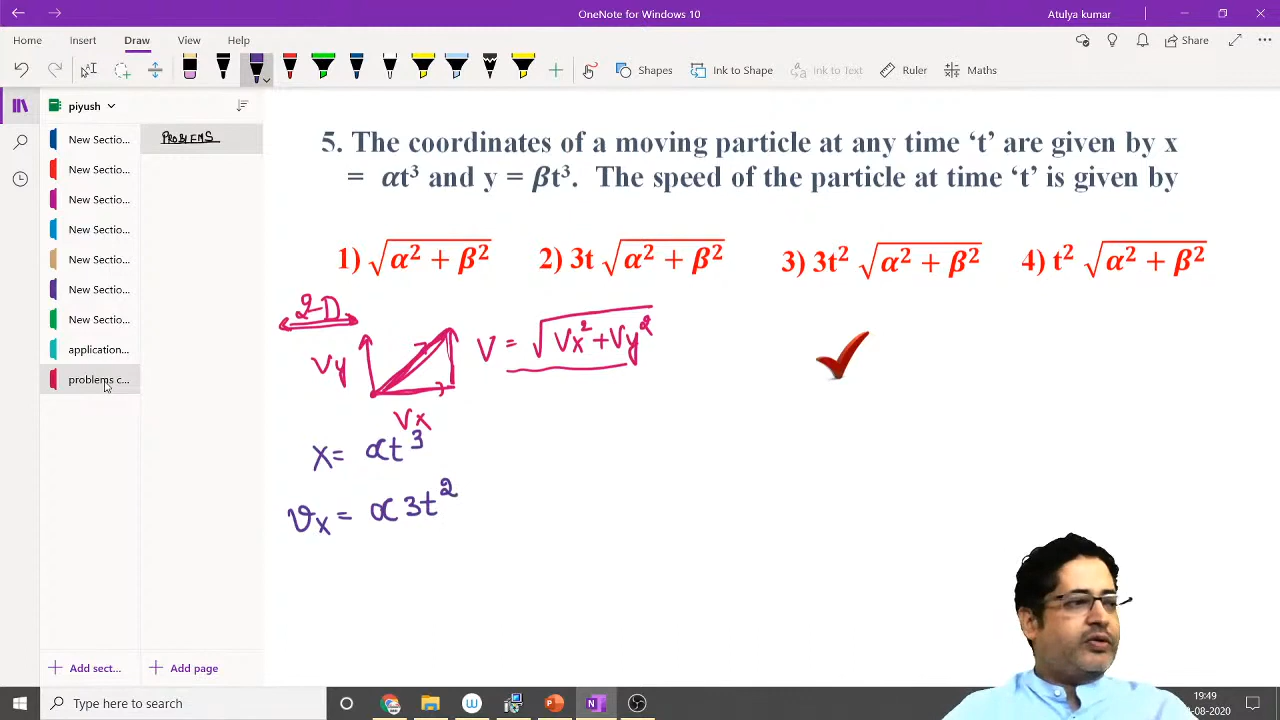 OneNote for Windows 10
Atulya kumar
Home Insert Draw View Help
Share
Shapes Ink to Shape Ink to Text Ruler Maths
piyush
PROBLEMS
New Sectio...
New Sectio...
New Sectio...
New Sectio...
New Sectio...
New Sectio...
New Sectio...
application...
problems c...
5. The coordinates of a moving particle at any time ‘t’ are given by x
= αt³ and y = βt³. The speed of the particle at time ‘t’ is given by
1) √(α² + β²) 2) 3t √(α² + β²) 3) 3t² √(α² + β²) 4) t² √(α² + β²)
2-D
Vy
Vx
V = √(Vx² + Vy²)
x = αt³
vx = α3t²
Add sect... Add page
Type here to search
19:49
-08-2020